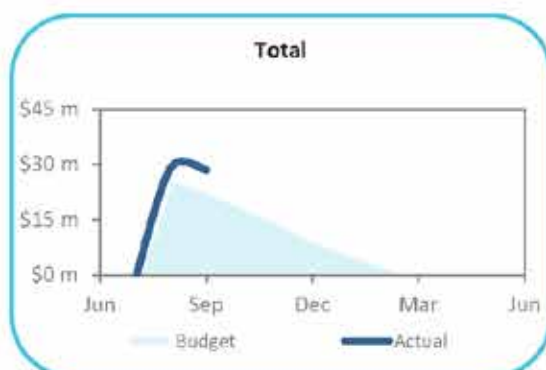 Total
$45 m
$30 m
$15 m
$0 m
Jun Sep Dec Mar Jun
Budget Actual